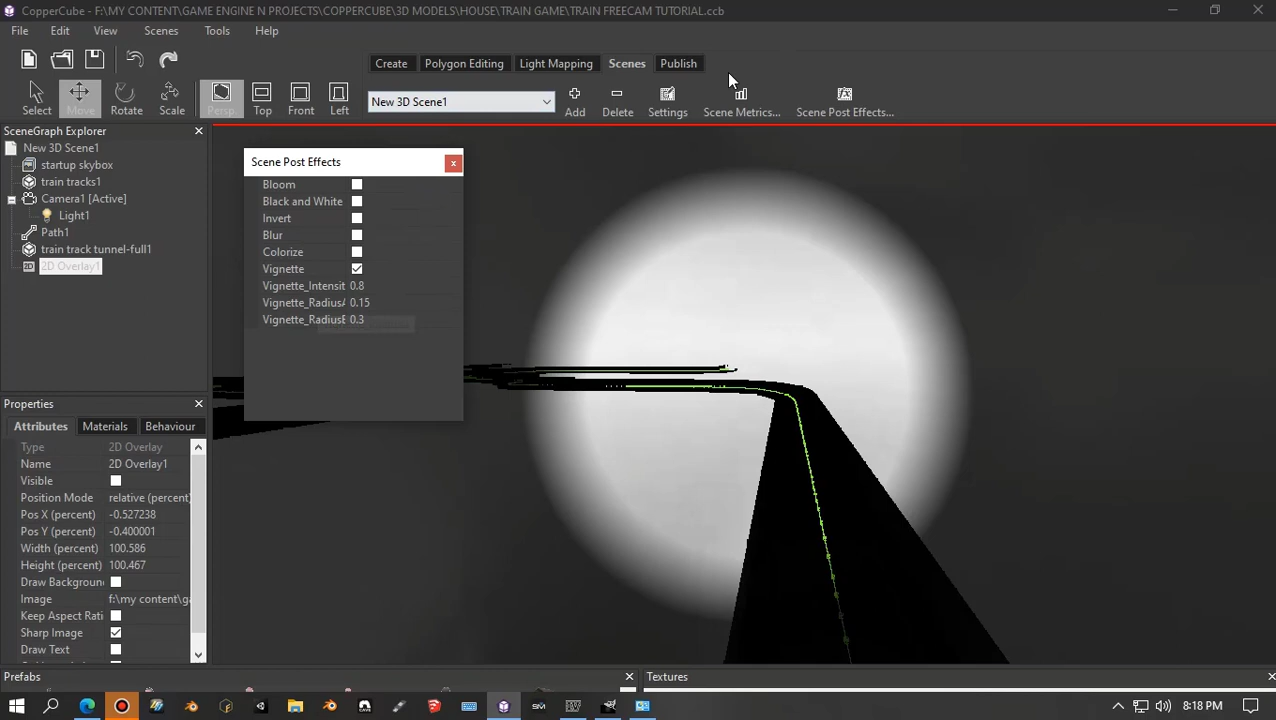 CopperCube - F:\MY CONTENT\GAME ENGINE N PROJECTS\COPPERCUBE\3D MODELS\HOUSE\TRAIN GAME\TRAIN FREECAM TUTORIAL.ccb
File Edit View Scenes Tools Help
Create Polygon Editing Light Mapping Scenes Publish
Select Move Rotate Scale Persp. Top Front Left
New 3D Scene1
Add Delete Settings Scene Metrics... Scene Post Effects...
SceneGraph Explorer
New 3D Scene1
startup skybox
train tracks1
Camera1 [Active]
Light1
Path1
train track tunnel-full1
2D Overlay1
Scene Post Effects
Bloom
Black and White
Invert
Blur
Colorize
Vignette
Vignette_Intensit 0.8
Vignette_RadiusA 0.15
Vignette_RadiusB 0.3
Properties
Attributes Materials Behaviour
Type 2D Overlay
Name 2D Overlay1
Visible
Position Mode relative (percent)
Pos X (percent) -0.527238
Pos Y (percent) -0.400001
Width (percent) 100.586
Height (percent) 100.467
Draw Background
Image f:\my content\ga
Keep Aspect Rati
Sharp Image
Draw Text
Prefabs
Textures
8:18 PM